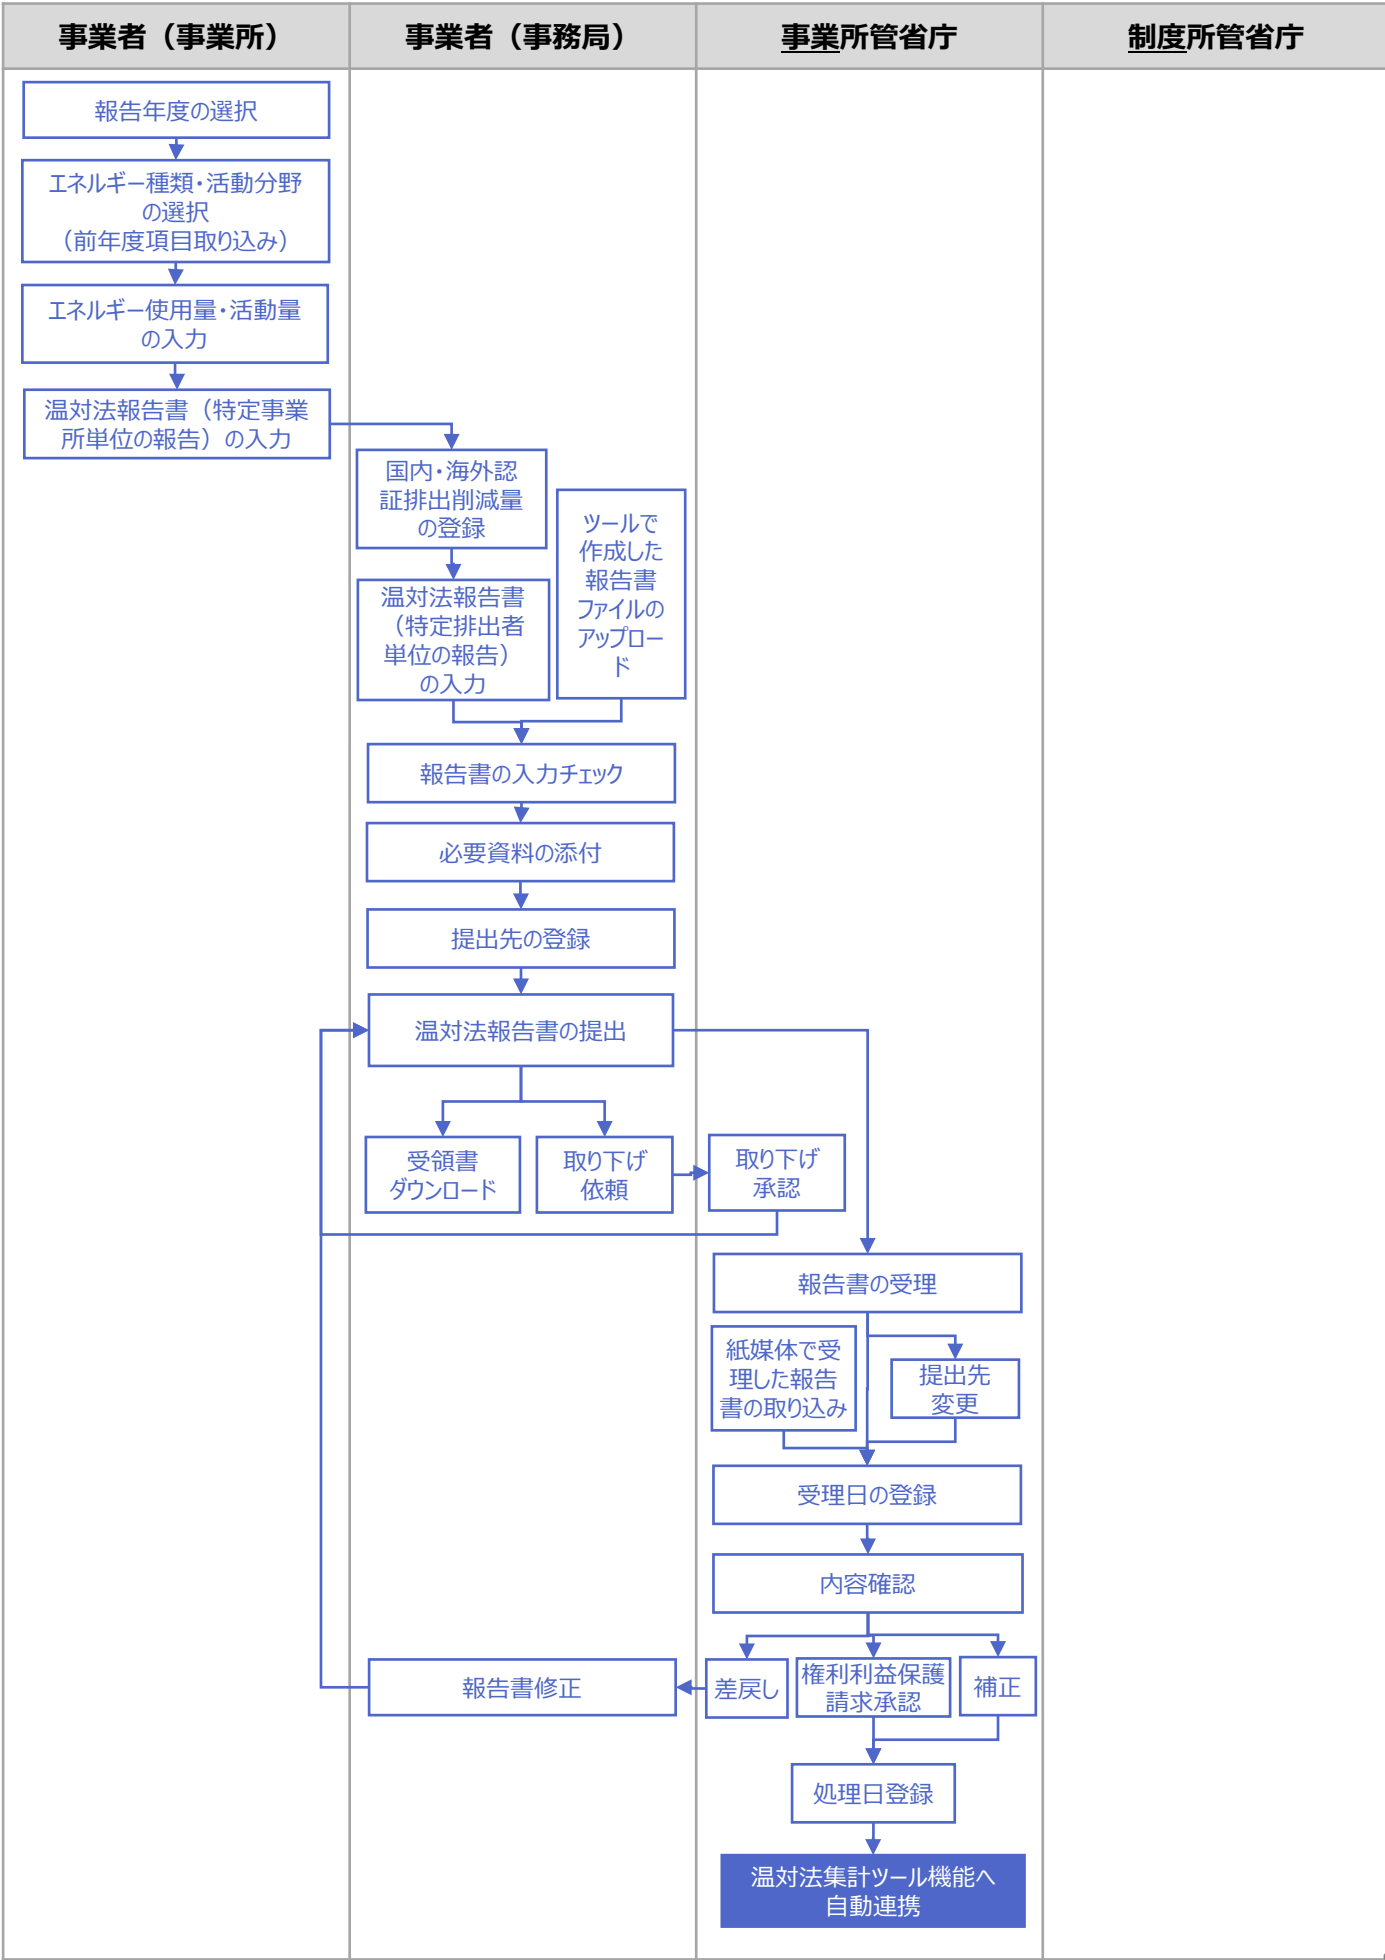 事業者（事業所）
事業者（事務局）
事業所管省庁
制度所管省庁
報告年度の選択
エネルギー種類・活動分野
の選択
（前年度項目取り込み）
エネルギー使用量・活動量
の入力
温対法報告書（特定事業
所単位の報告）の入力
国内・海外認
証排出削減量
の登録
ツールで
作成した
報告書
ファイルの
アップロー
ド
温対法報告書
（特定排出者
単位の報告）
の入力
報告書の入力チェック
必要資料の添付
提出先の登録
温対法報告書の提出
受領書
ダウンロード
取り下げ
依頼
取り下げ
承認
報告書の受理
紙媒体で受
理した報告
書の取り込み
提出先
変更
受理日の登録
内容確認
報告書修正
差戻し
権利利益保護
請求承認
補正
処理日登録
温対法集計ツール機能へ
自動連携